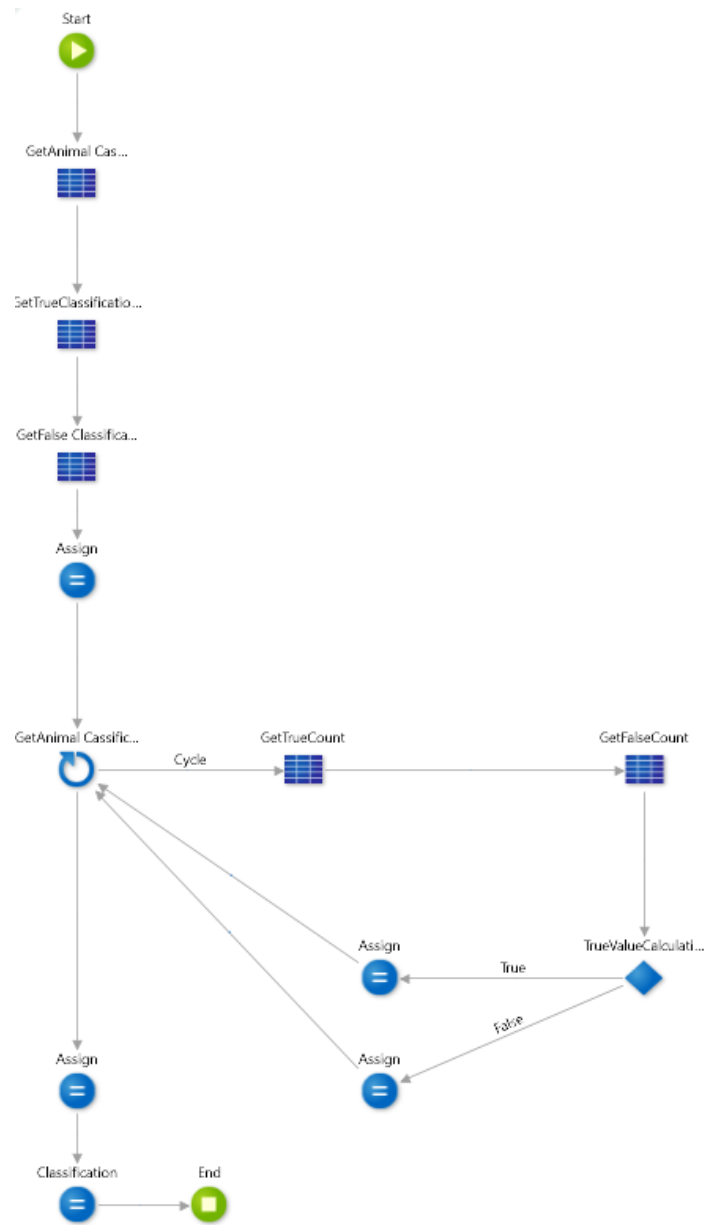 Start
GetAnimal Cas...
GetTrueClassificatio...
GetFalse Classifica...
Assign
GetAnimal Cassific...
Cycle
GetTrueCount
GetFalseCount
Assign
True
TrueValueCalculati...
False
Assign
Assign
Classification
End